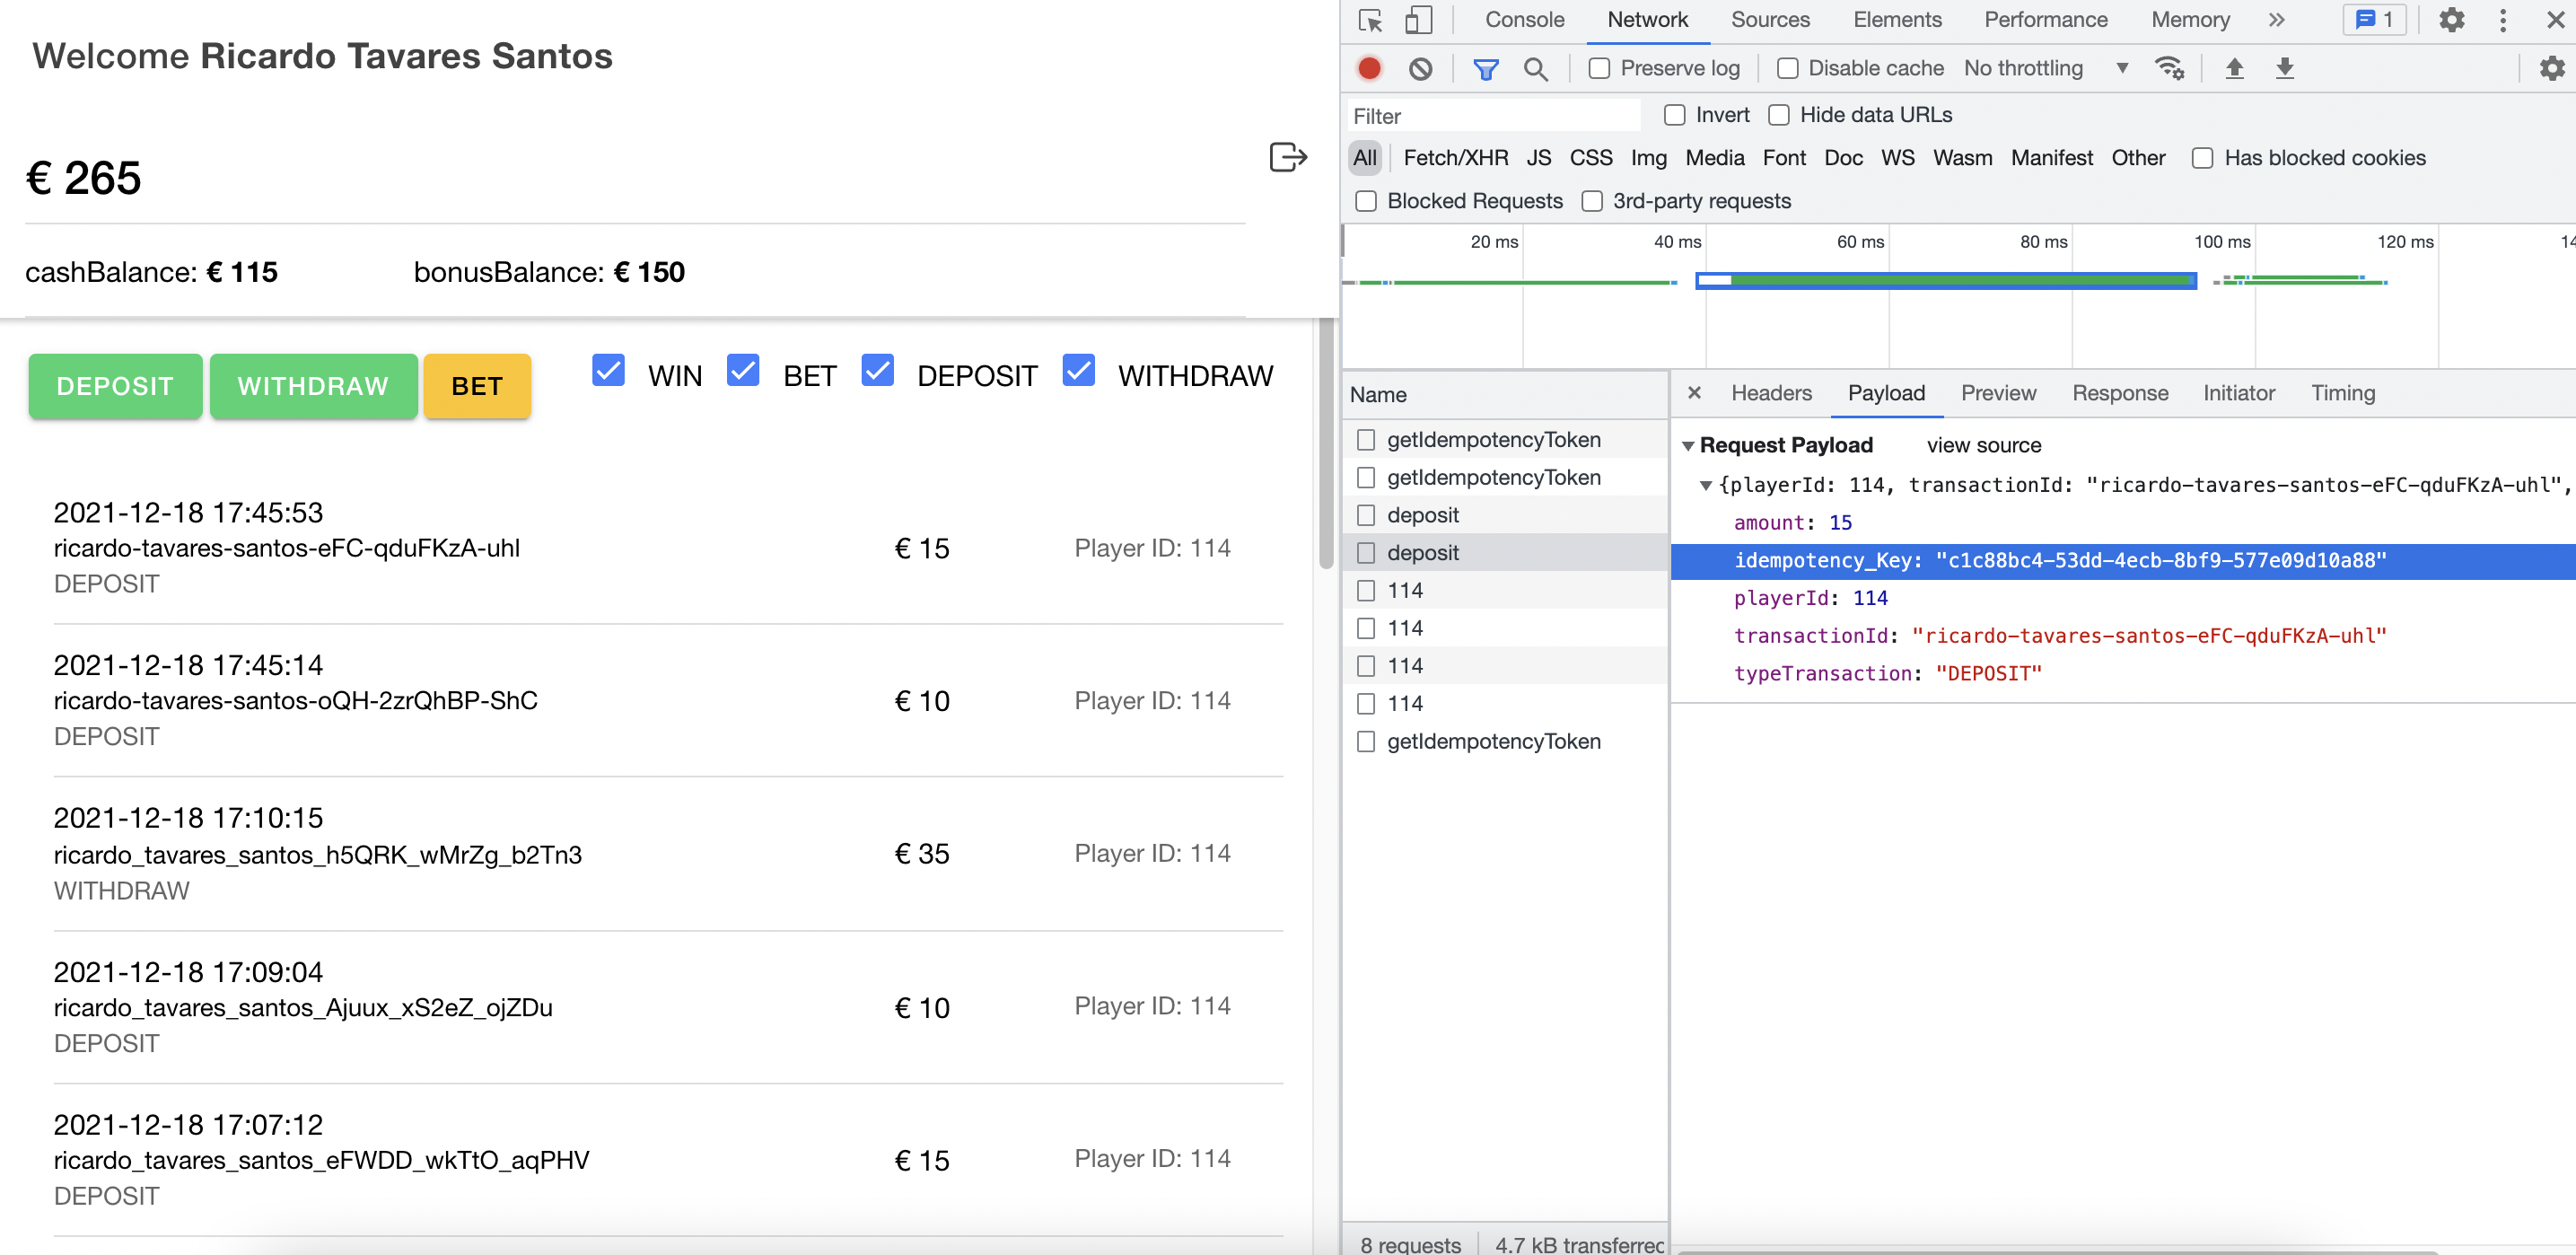 Welcome Ricardo Tavares Santos
€ 265
cashBalance: € 115 bonusBalance: € 150
DEPOSIT WITHDRAW BET WIN BET DEPOSIT WITHDRAW
2021-12-18 17:45:53
ricardo-tavares-santos-eFC-qduFKzA-uhl € 15 Player ID: 114
DEPOSIT
2021-12-18 17:45:14
ricardo-tavares-santos-oQH-2zrQhBP-ShC € 10 Player ID: 114
DEPOSIT
2021-12-18 17:10:15
ricardo_tavares_santos_h5QRK_wMrZg_b2Tn3 € 35 Player ID: 114
WITHDRAW
2021-12-18 17:09:04
ricardo_tavares_santos_Ajuux_xS2eZ_ojZDu € 10 Player ID: 114
DEPOSIT
2021-12-18 17:07:12
ricardo_tavares_santos_eFWDD_wkTtO_aqPHV € 15 Player ID: 114
DEPOSIT
Console Network Sources Elements Performance Memory 1
Preserve log Disable cache No throttling
Filter Invert Hide data URLs
All Fetch/XHR JS CSS Img Media Font Doc WS Wasm Manifest Other Has blocked cookies
Blocked Requests 3rd-party requests
20 ms 40 ms 60 ms 80 ms 100 ms 120 ms 14
Name
getIdempotencyToken
getIdempotencyToken
deposit
deposit
114
114
114
114
getIdempotencyToken
8 requests 4.7 kB transferred
Headers Payload Preview Response Initiator Timing
Request Payload view source
{playerId: 114, transactionId: "ricardo-tavares-santos-eFC-qduFKzA-uhl",
amount: 15
idempotency_Key: "c1c88bc4-53dd-4ecb-8bf9-577e09d10a88"
playerId: 114
transactionId: "ricardo-tavares-santos-eFC-qduFKzA-uhl"
typeTransaction: "DEPOSIT"